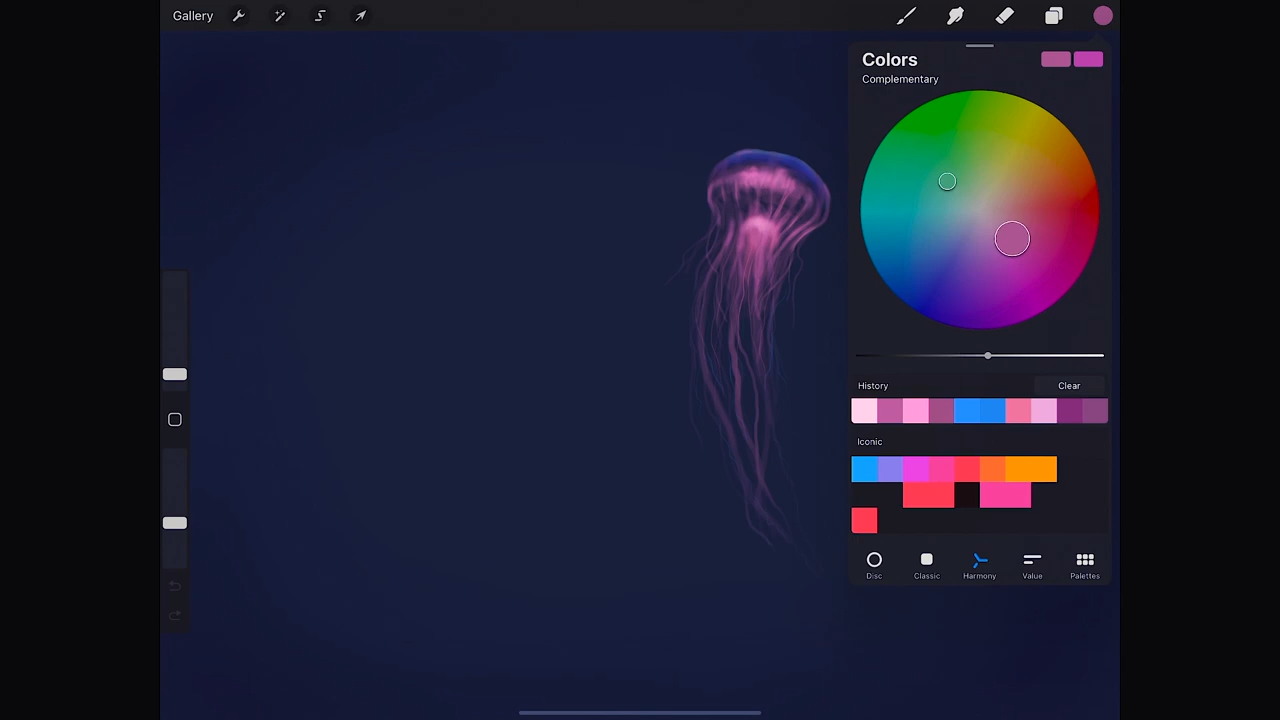 Gallery
Colors
Complementary
History Clear
Iconic
Disc Classic Harmony Value Palettes